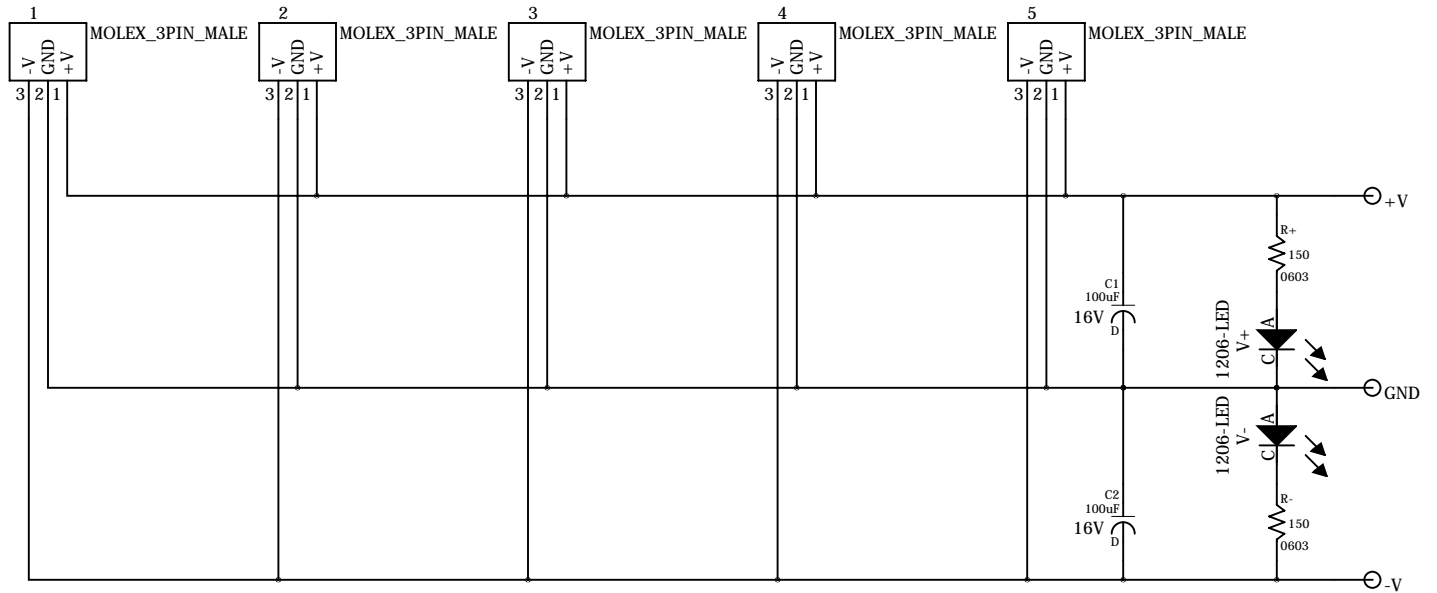 1
MOLEX_3PIN_MALE
-V
GND
+V
3 2 1
2
MOLEX_3PIN_MALE
-V
GND
+V
3 2 1
3
MOLEX_3PIN_MALE
-V
GND
+V
3 2 1
4
MOLEX_3PIN_MALE
-V
GND
+V
3 2 1
5
MOLEX_3PIN_MALE
-V
GND
+V
3 2 1
+V
R+
150
0603
C1
100uF
16V
D
1206-LED
V+
A
C
GND
1206-LED
V-
A
C
C2
100uF
16V
D
R-
150
0603
-V